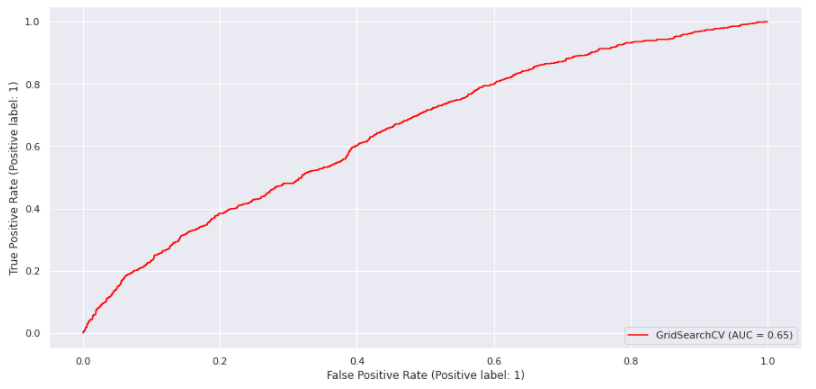 1.0
0.8
0.6
0.4
0.2
0.0
True Positive Rate (Positive label: 1)
GridSearchCV (AUC = 0.65)
0.0 0.2 0.4 0.6 0.8 1.0
False Positive Rate (Positive label: 1)